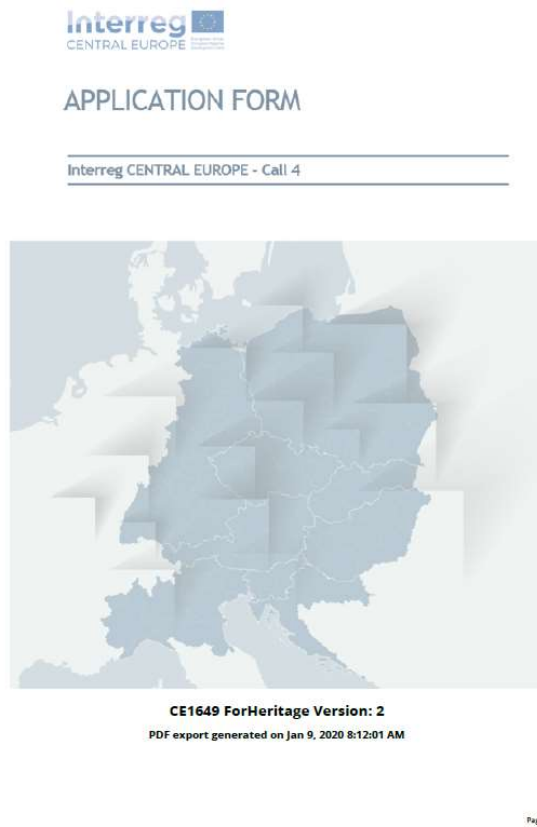 Interreg
CENTRAL EUROPE
APPLICATION FORM
Interreg CENTRAL EUROPE - Call 4
CE1649 ForHeritage Version: 2
PDF export generated on Jan 9, 2020 8:12:01 AM